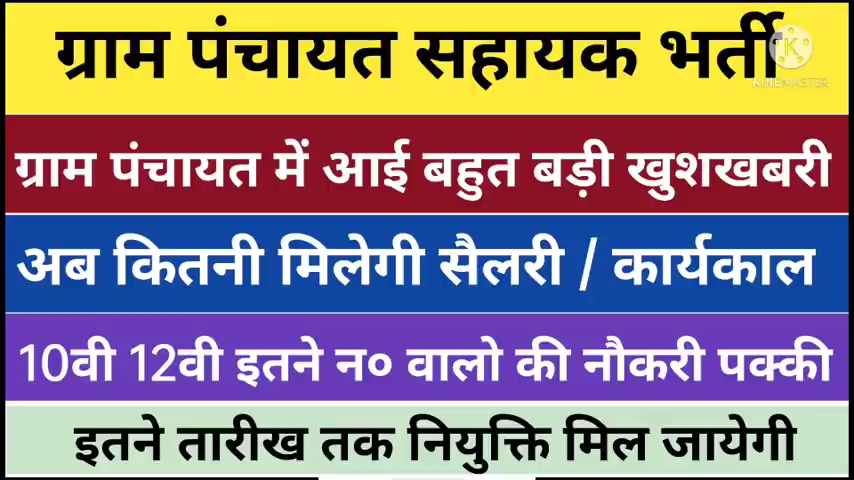 ग्राम पंचायत सहायक भर्ती
KINEMASTER
ग्राम पंचायत में आई बहुत बड़ी खुशखबरी
अब कितनी मिलेगी सैलरी / कार्यकाल
10वी 12वी इतने न० वालो की नौकरी पक्की
इतने तारीख तक नियुक्ति मिल जायेगी